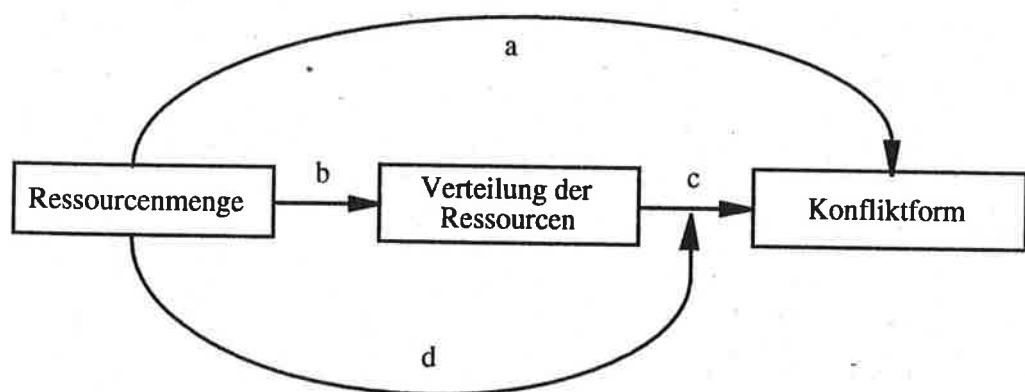 a
Ressourcenmenge
b
Verteilung der
Ressourcen
c
Konfliktform
d